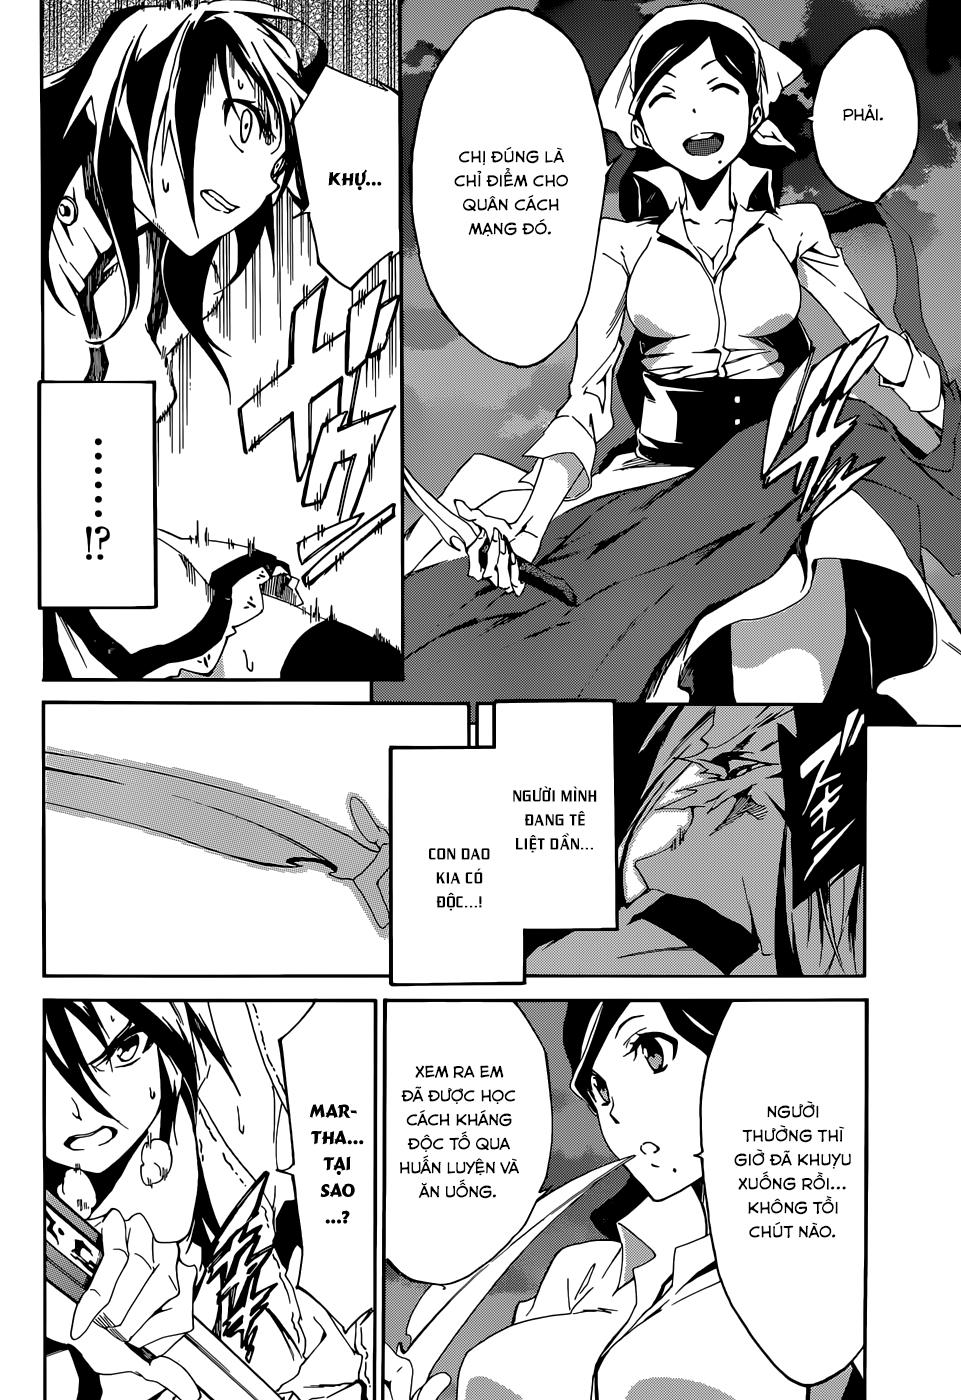 PHẢI.
CHỊ ĐÚNG LÀ
CHỈ ĐIỂM CHO
QUÂN CÁCH
MẠNG ĐÓ.
KHỰ...
........
!?
NGƯỜI MÌNH
ĐANG TÊ
LIỆT DẦN...
CON DAO
KIA CÓ
ĐỘC...!
NGƯỜI
THƯỜNG THÌ
GIỜ ĐÃ KHUỴU
XUỐNG RỒI...
KHÔNG TỒI
CHÚT NÀO.
XEM RA EM
ĐÃ ĐƯỢC HỌC
CÁCH KHÁNG
ĐỘC TỐ QUA
HUẤN LUYỆN VÀ
ĂN UỐNG.
MAR-
THA...
TẠI
SAO
...?